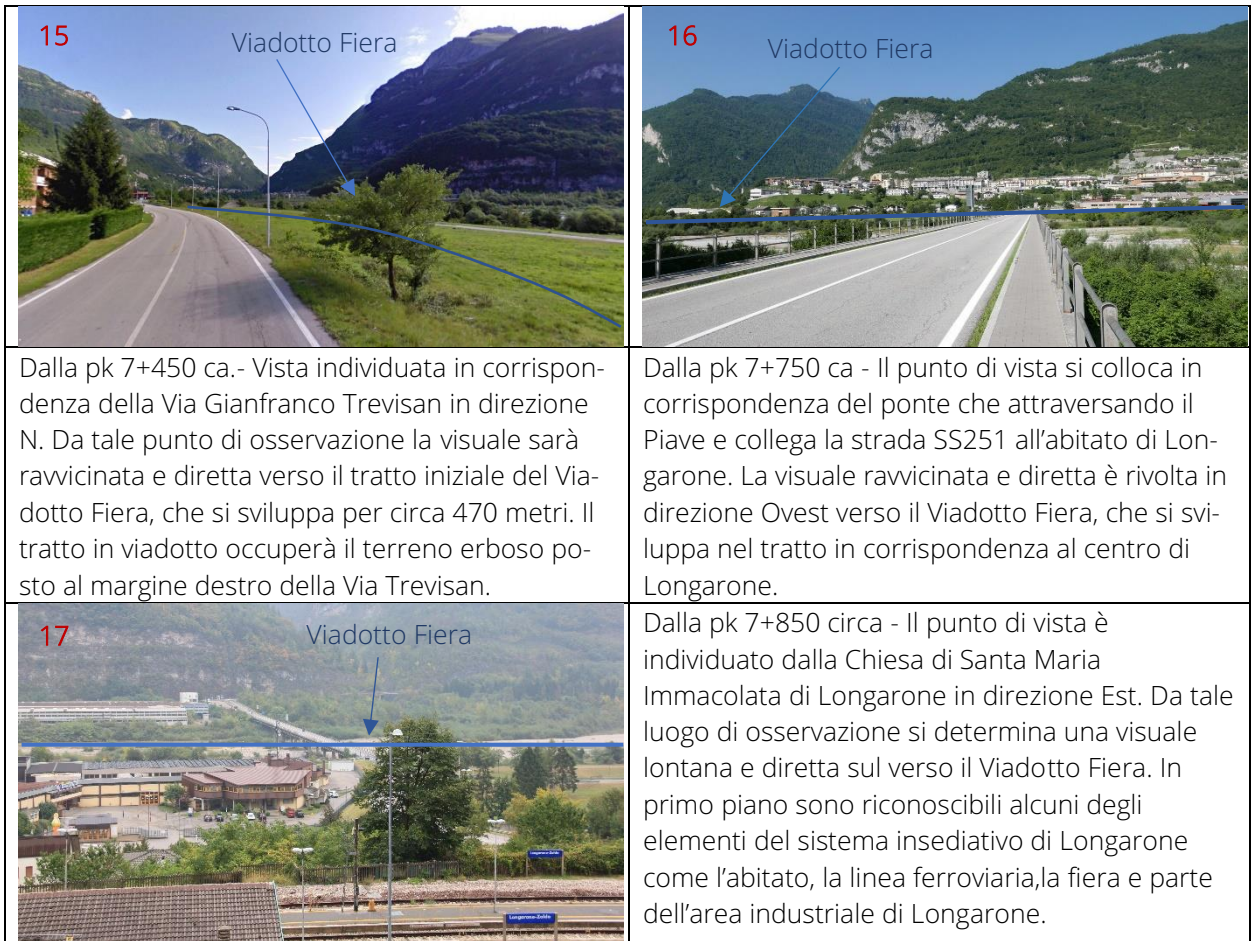 15
Viadotto Fiera
16
Viadotto Fiera
Dalla pk 7+450 ca.- Vista individuata in corrispon-
denza della Via Gianfranco Trevisan in direzione
N. Da tale punto di osservazione la visuale sarà
ravvicinata e diretta verso il tratto iniziale del Via-
dotto Fiera, che si sviluppa per circa 470 metri. Il
tratto in viadotto occuperà il terreno erboso po-
sto al margine destro della Via Trevisan.
Dalla pk 7+750 ca - Il punto di vista si colloca in
corrispondenza del ponte che attraversando il
Piave e collega la strada SS251 all’abitato di Lon-
garone. La visuale ravvicinata e diretta è rivolta in
direzione Ovest verso il Viadotto Fiera, che si svi-
luppa nel tratto in corrispondenza al centro di
Longarone.
17
Viadotto Fiera
Longarone-Zoldo
Longarone-Zoldo
Dalla pk 7+850 circa - Il punto di vista è
individuato dalla Chiesa di Santa Maria
Immacolata di Longarone in direzione Est. Da tale
luogo di osservazione si determina una visuale
lontana e diretta sul verso il Viadotto Fiera. In
primo piano sono riconoscibili alcuni degli
elementi del sistema insediativo di Longarone
come l’abitato, la linea ferroviaria,la fiera e parte
dell’area industriale di Longarone.